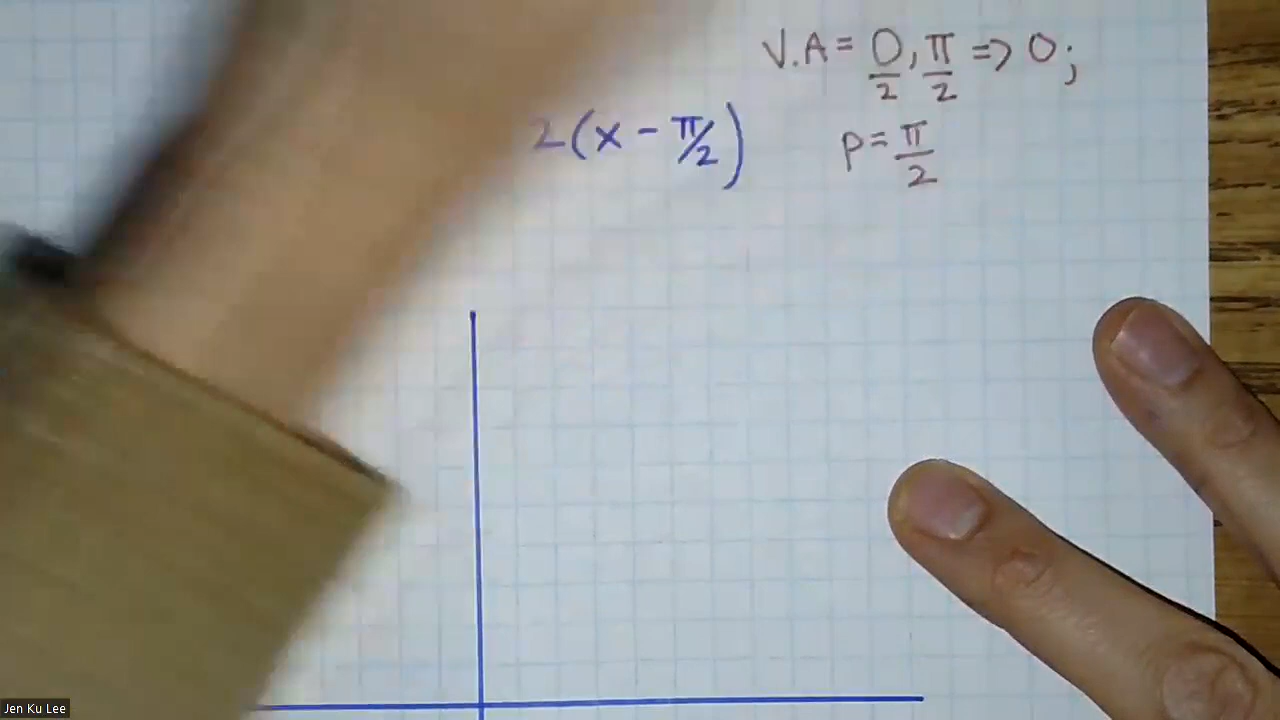 V.A = 0/2, π/2 => 0;
2(x - π/2)
p = π/2
Jen Ku Lee